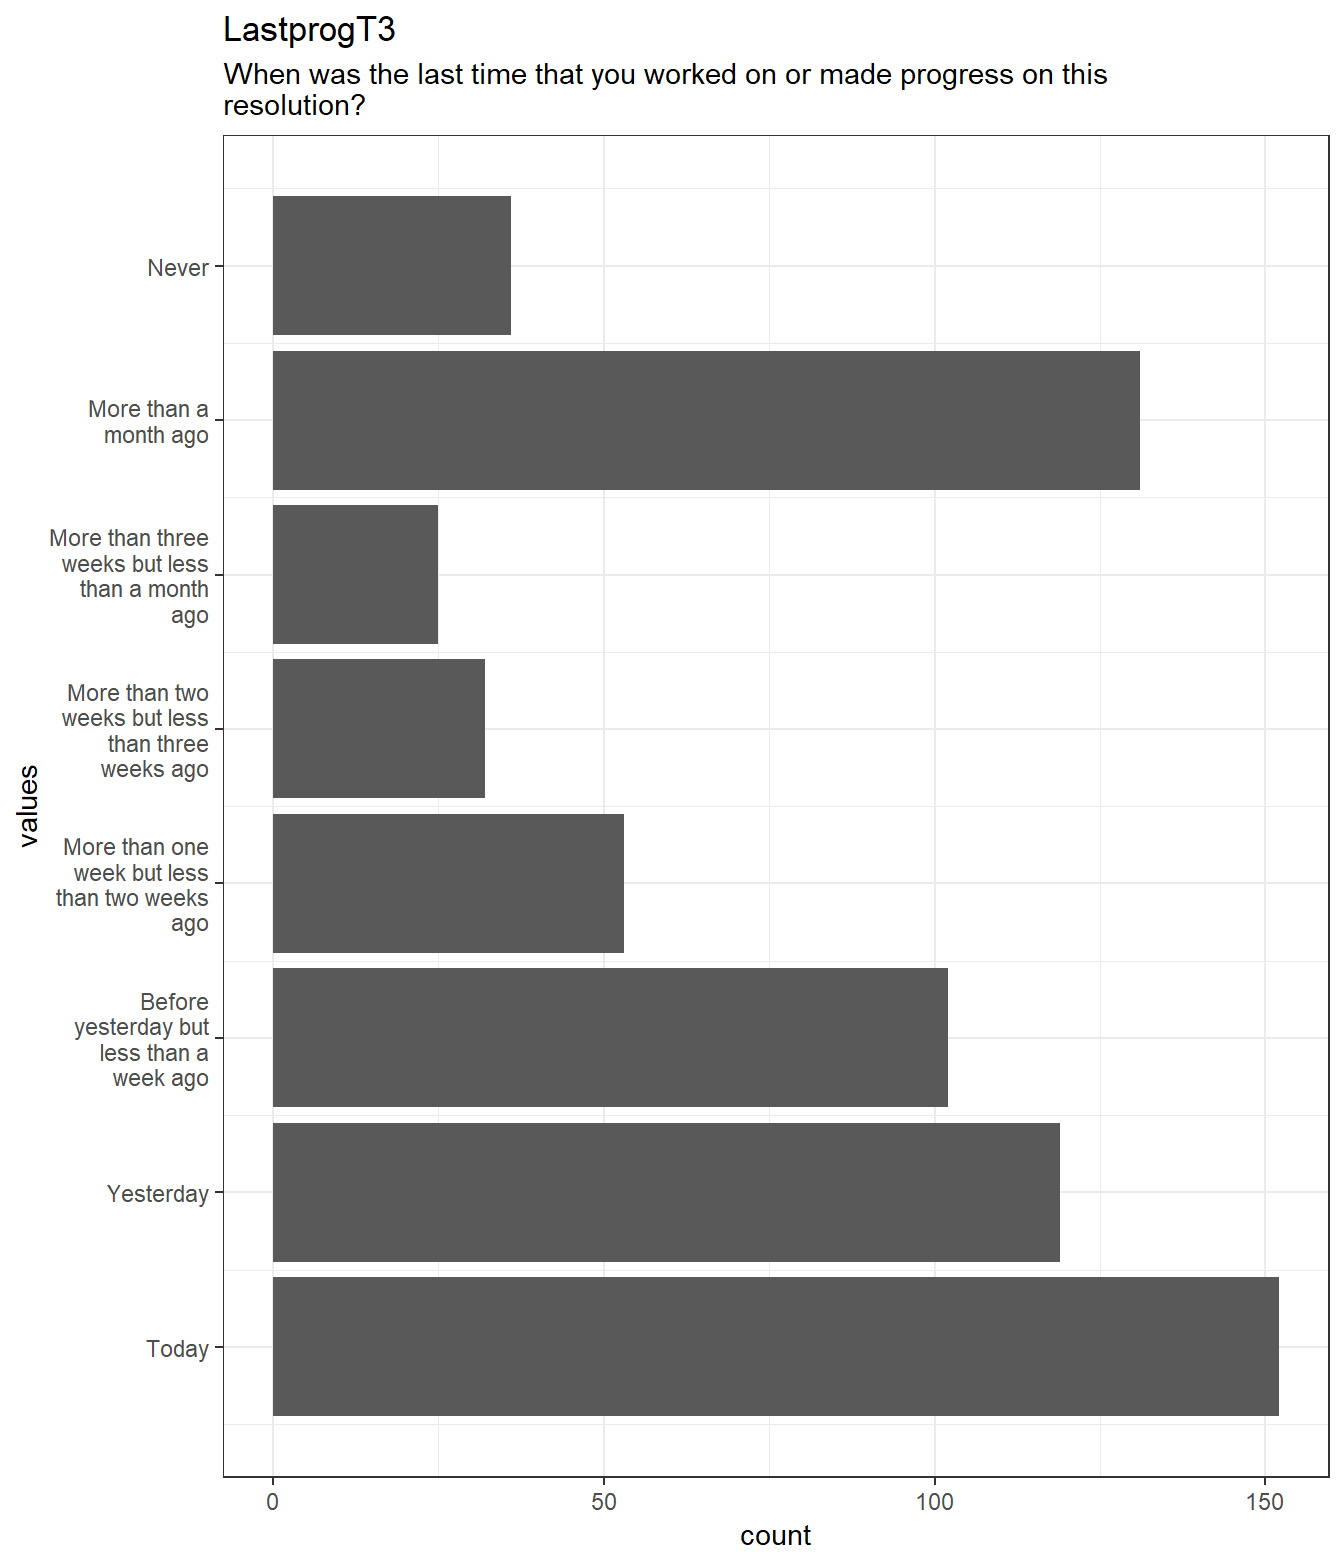 LastprogT3
When was the last time that you worked on or made progress on this
resolution?
Never
More than a
month ago
More than three
weeks but less
than a month
ago
More than two
weeks but less
than three
weeks ago
More than one
week but less
than two weeks
ago
Before
yesterday but
less than a
week ago
Yesterday
Today
values
0 50 100 150
count